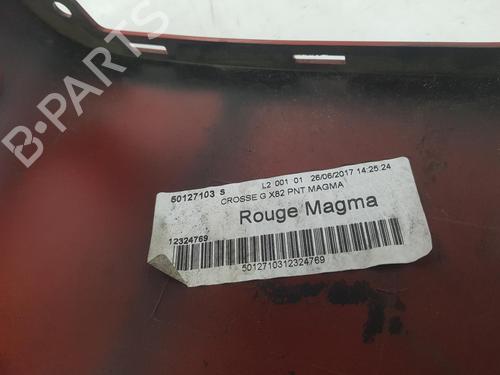 50127103 S L2 001 01 26/06/2017 14:25:24
CROSSE G X82 PNT MAGMA
Rouge Magma
12324769
5012710312324769
B-PARTS